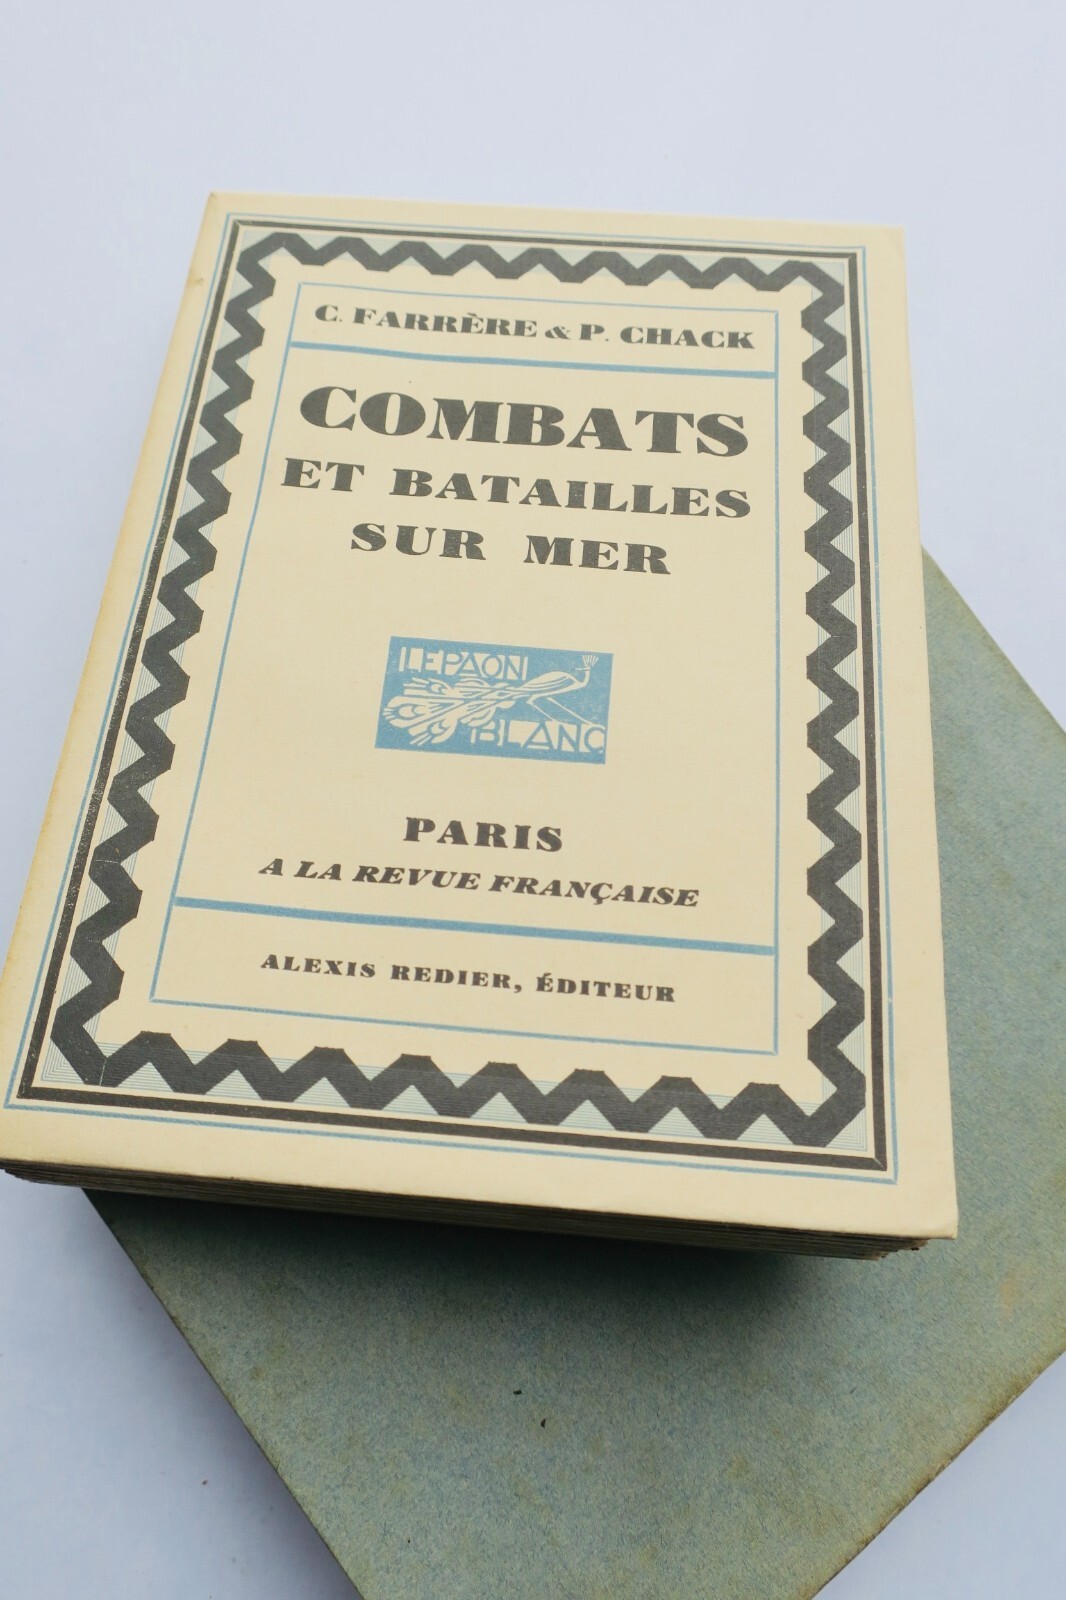 C. FARRÈRE & P. CHACK
COMBATS
ET BATAILLES
SUR MER
LE PAON
BLANC
PARIS
A LA REVUE FRANÇAISE
ALEXIS REDIER, ÉDITEUR